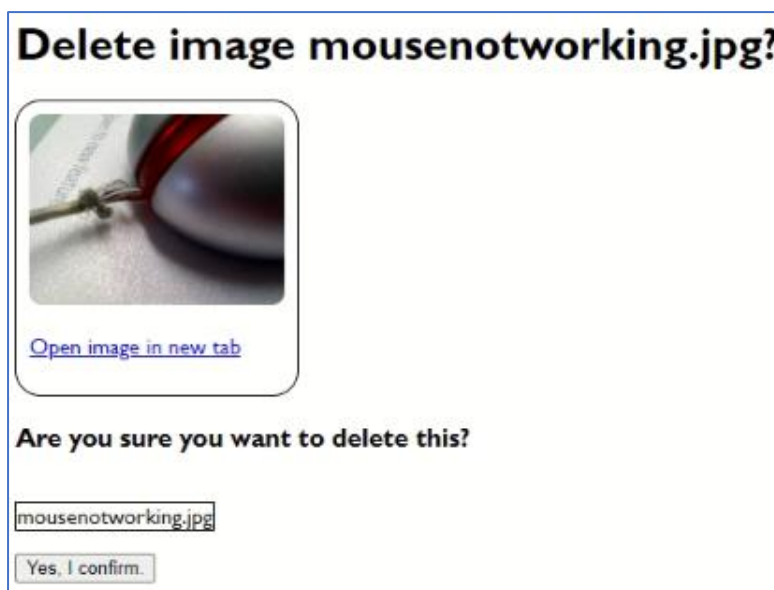 Delete image mousenotworking.jpg?
Open image in new tab
Are you sure you want to delete this?
mousenotworking.jpg
Yes, I confirm.